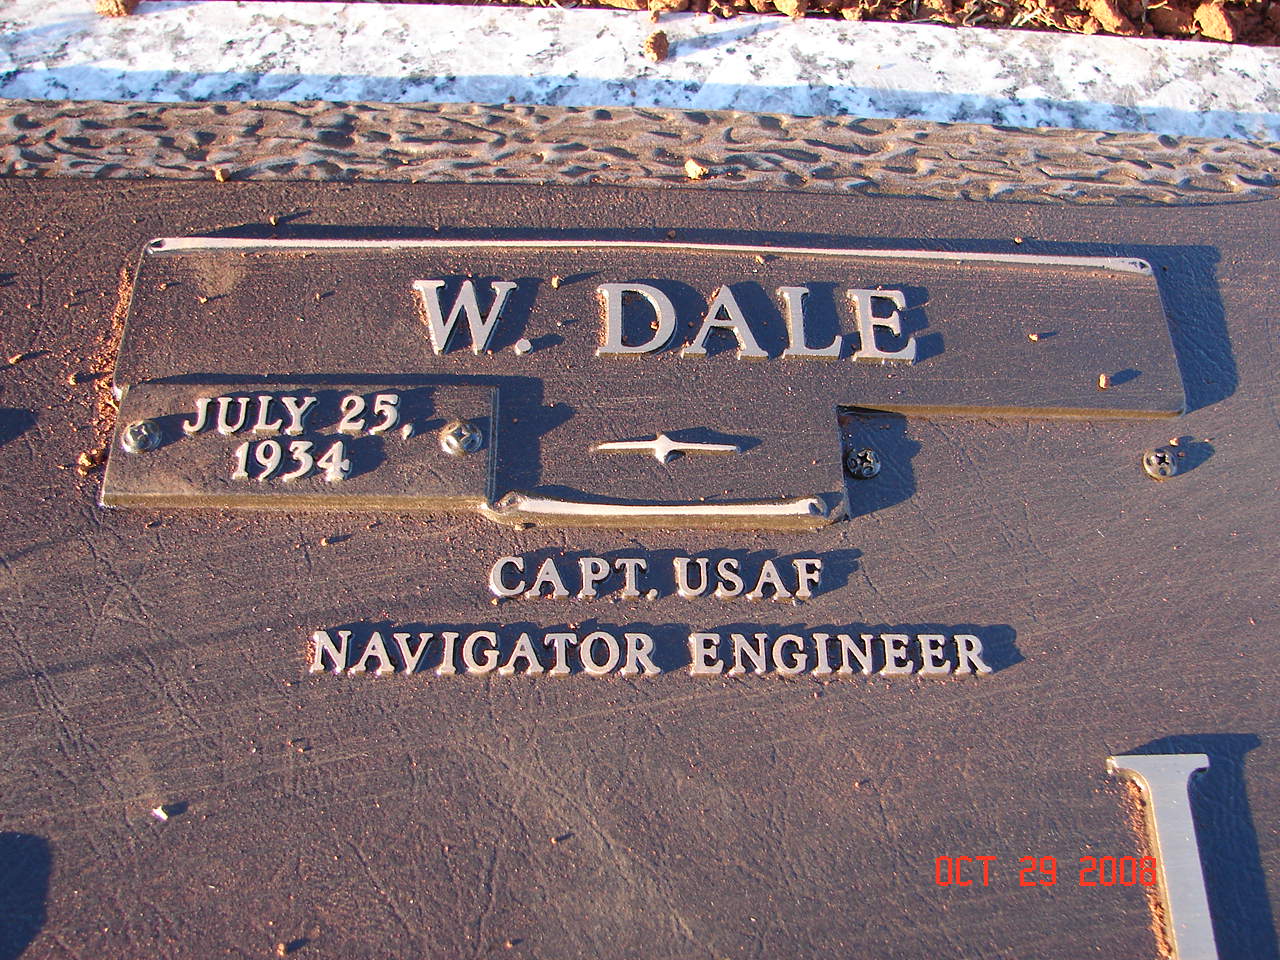 W. DALE
JULY 25,
1934
CAPT. USAF
NAVIGATOR ENGINEER
OCT 29 2008